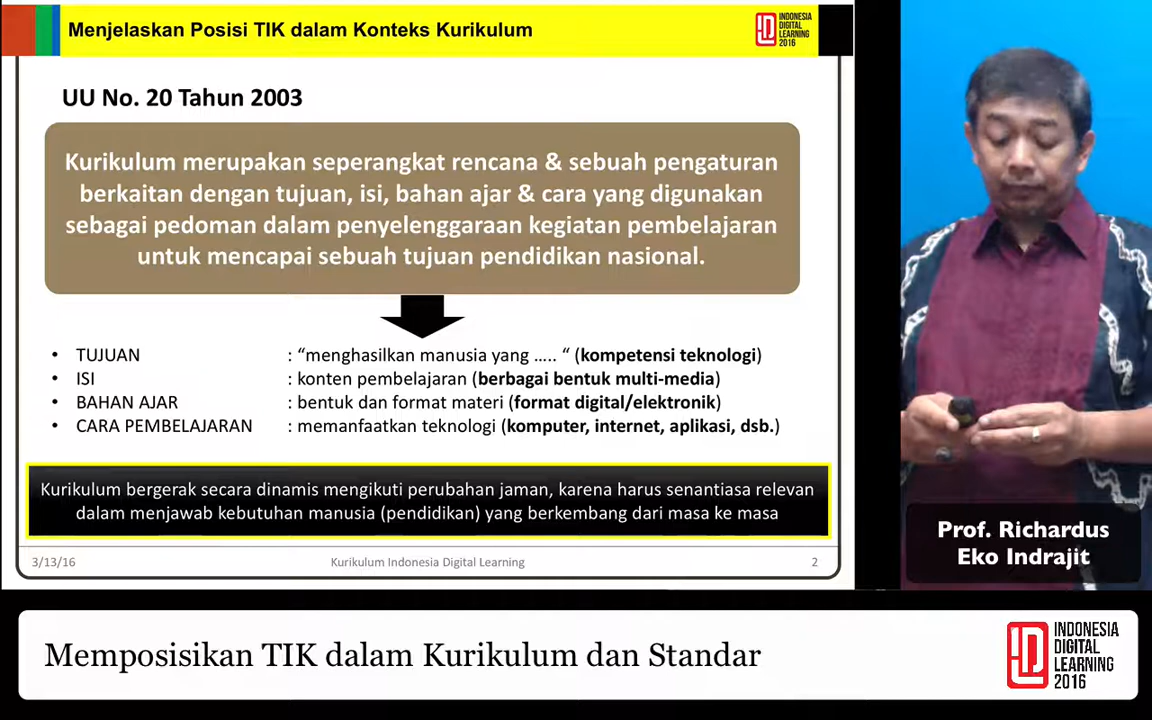 Menjelaskan Posisi TIK dalam Konteks Kurikulum
INDONESIA
DIGITAL
LEARNING
2016
UU No. 20 Tahun 2003
Kurikulum merupakan seperangkat rencana & sebuah pengaturan
berkaitan dengan tujuan, isi, bahan ajar & cara yang digunakan
sebagai pedoman dalam penyelenggaraan kegiatan pembelajaran
untuk mencapai sebuah tujuan pendidikan nasional.
• TUJUAN : “menghasilkan manusia yang ..... “ (kompetensi teknologi)
• ISI : konten pembelajaran (berbagai bentuk multi-media)
• BAHAN AJAR : bentuk dan format materi (format digital/elektronik)
• CARA PEMBELAJARAN : memanfaatkan teknologi (komputer, internet, aplikasi, dsb.)
Kurikulum bergerak secara dinamis mengikuti perubahan jaman, karena harus senantiasa relevan
dalam menjawab kebutuhan manusia (pendidikan) yang berkembang dari masa ke masa
3/13/16 Kurikulum Indonesia Digital Learning 2
Prof. Richardus
Eko Indrajit
Memposisikan TIK dalam Kurikulum dan Standar
INDONESIA
DIGITAL
LEARNING
2016